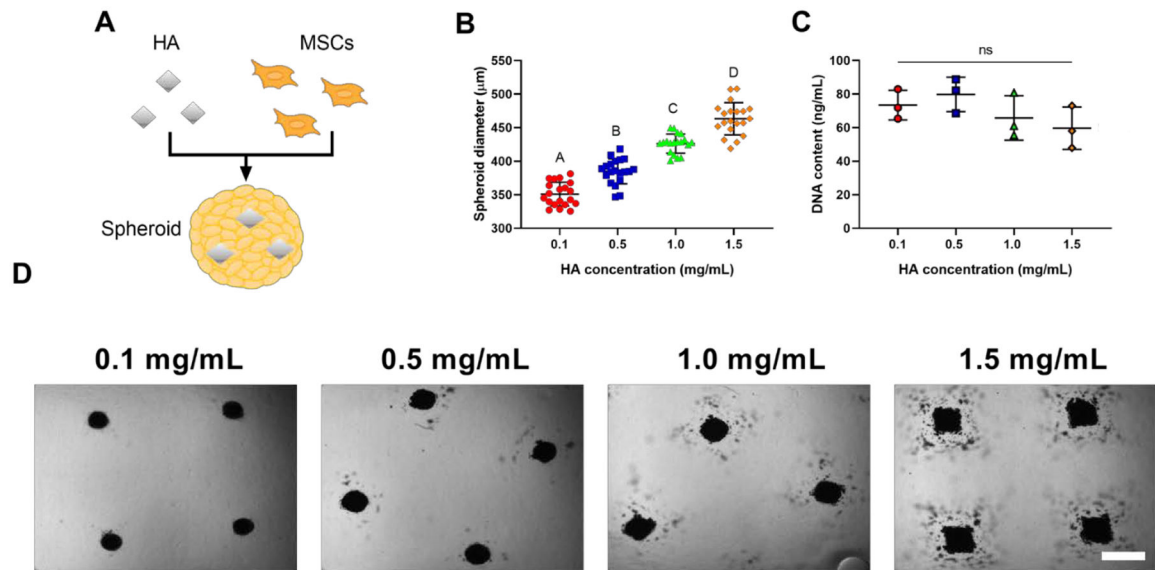 A
HA
MSCs
Spheroid
B
Spheroid diameter (μm)
550
500
450
400
350
300
A
B
C
D
0.1
0.5
1.0
1.5
HA concentration (mg/mL)
C
DNA content (ng/mL)
100
80
60
40
20
0
ns
0.1
0.5
1.0
1.5
HA concentration (mg/mL)
D
0.1 mg/mL
0.5 mg/mL
1.0 mg/mL
1.5 mg/mL